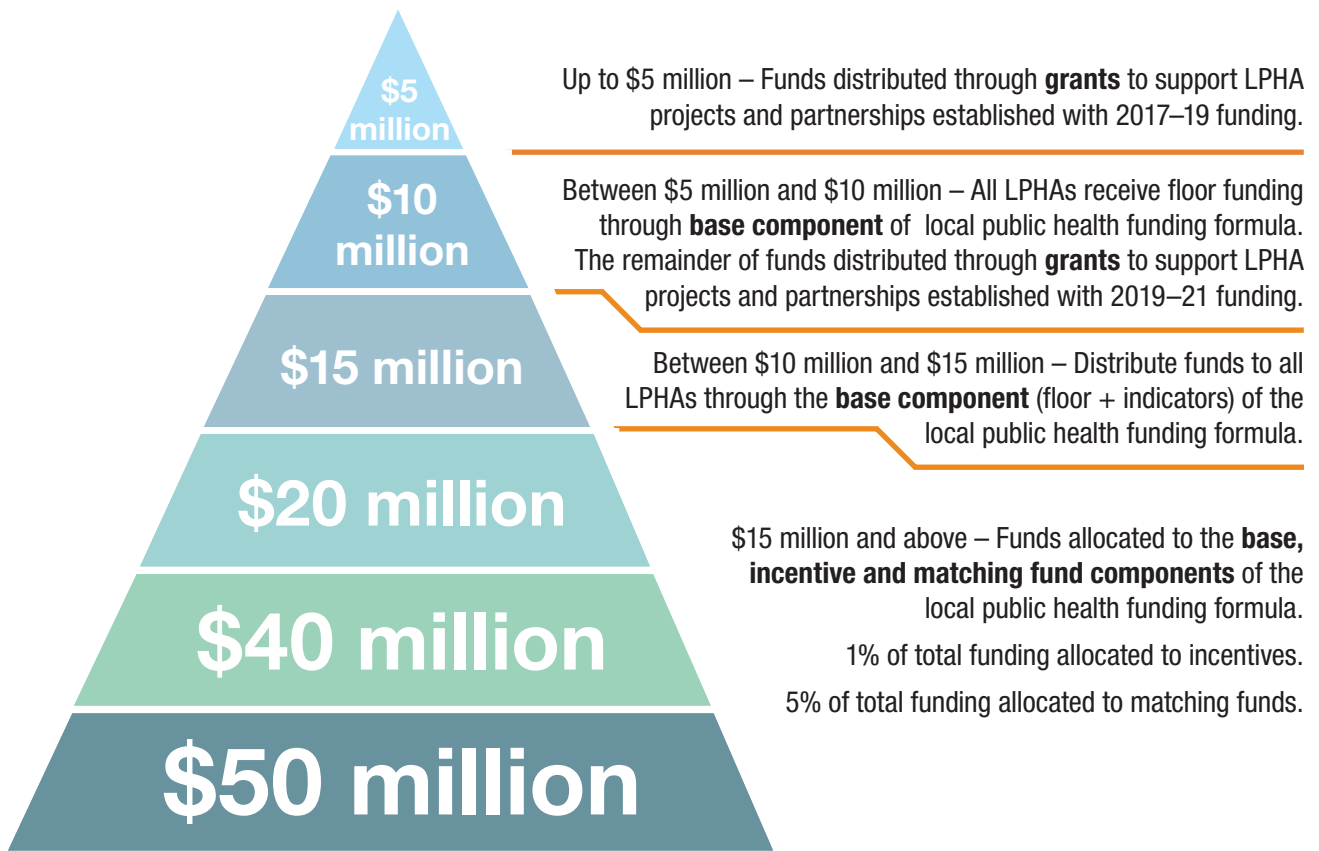 $5
million
Up to $5 million – Funds distributed through grants to support LPHA
projects and partnerships established with 2017–19 funding.
$10
million
Between $5 million and $10 million – All LPHAs receive floor funding
through base component of local public health funding formula.
The remainder of funds distributed through grants to support LPHA
projects and partnerships established with 2019–21 funding.
$15 million
Between $10 million and $15 million – Distribute funds to all
LPHAs through the base component (floor + indicators) of the
local public health funding formula.
$20 million
$40 million
$50 million
$15 million and above – Funds allocated to the base,
incentive and matching fund components of the
local public health funding formula.
1% of total funding allocated to incentives.
5% of total funding allocated to matching funds.